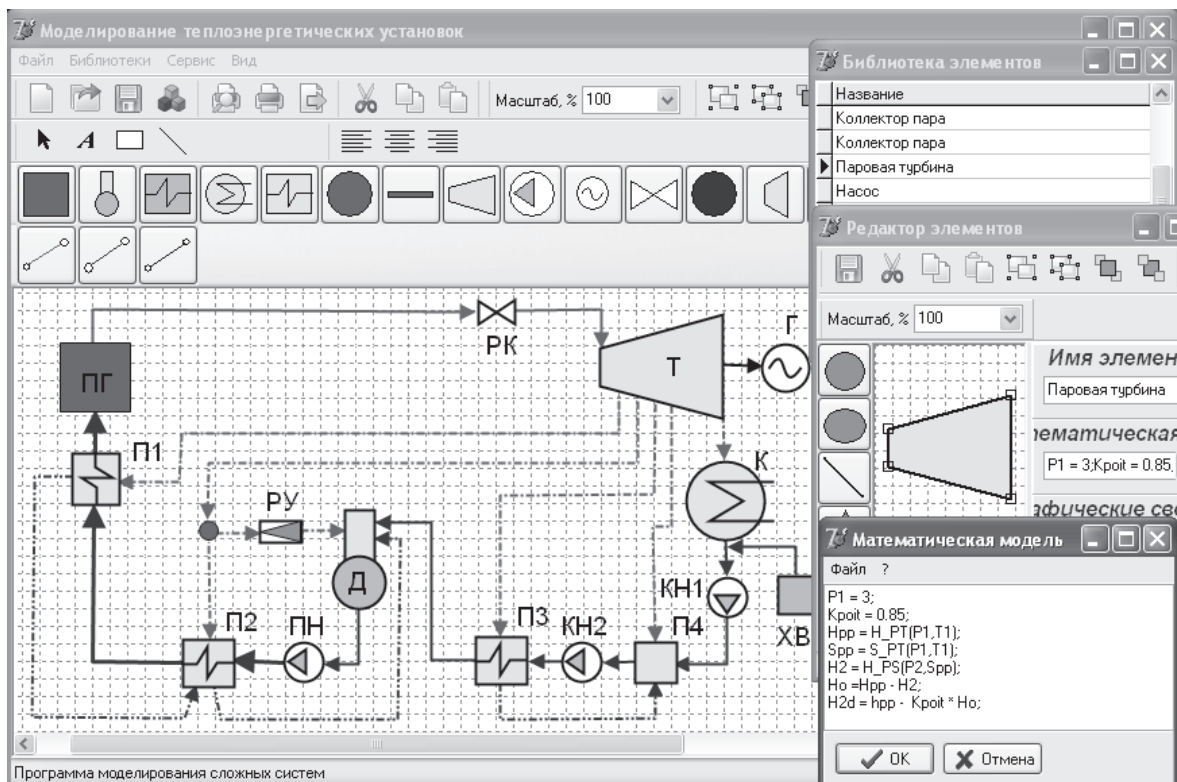 Моделирование теплоэнергетических установок
Файл Сервис Вид
Масштаб, % 100
A
РК
Т
Г
ПГ
П1
РУ
К
Д
КН1
П2
ПН
П3
КН2
П4
ХВ
Программа моделирования сложных систем
Библиотека элементов
Название
Коллектор пара
Коллектор пара
Паровая турбина
Насос
Редактор элементов
Масштаб, % 100
Имя элемен
Паровая турбина
тематическая
P1 = 3;Kpoit = 0.85,
афические сво
Математическая модель
Файл ?
P1 = 3;
Kpoit = 0.85;
Hpp = H_PT(P1,T1);
Spp = S_PT(P1,T1);
H2 = H_PS(P2,Spp);
Ho =Hpp - H2;
H2d = hpp - Kpoit * Ho;
OK Отмена